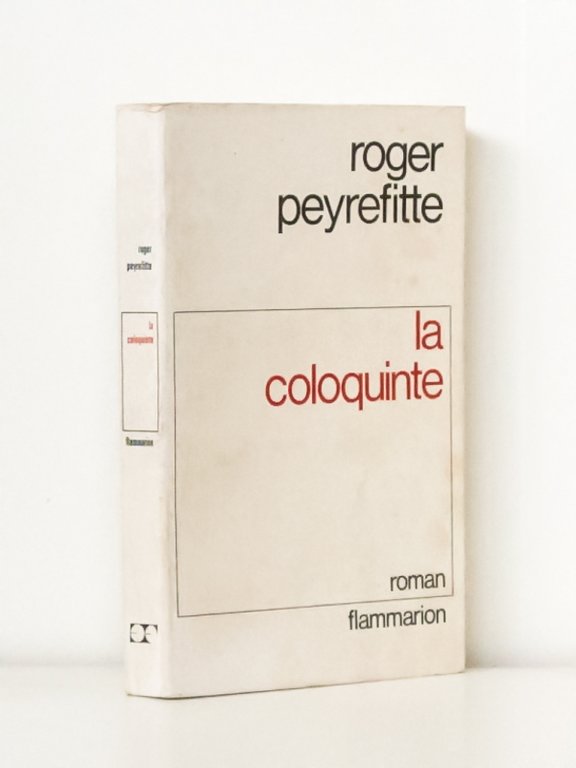 roger
peyrefitte
la
coloquinte
roman
flammarion
roger
peyrefitte
la
coloquinte
flammarion